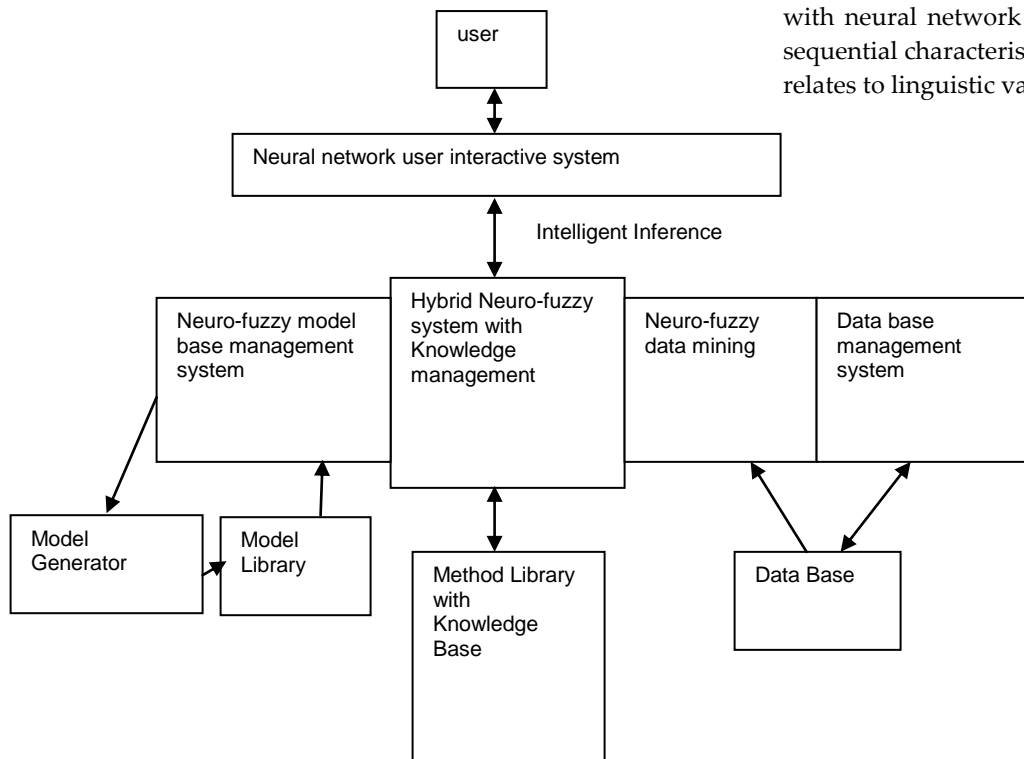 with neural network
sequential characteris
relates to linguistic va
user
Neural network user interactive system
Intelligent Inference
Neuro-fuzzy model
base management
system
Hybrid Neuro-fuzzy
system with
Knowledge
management
Neuro-fuzzy
data mining
Data base
management
system
Model
Generator
Model
Library
Method Library
with
Knowledge
Base
Data Base